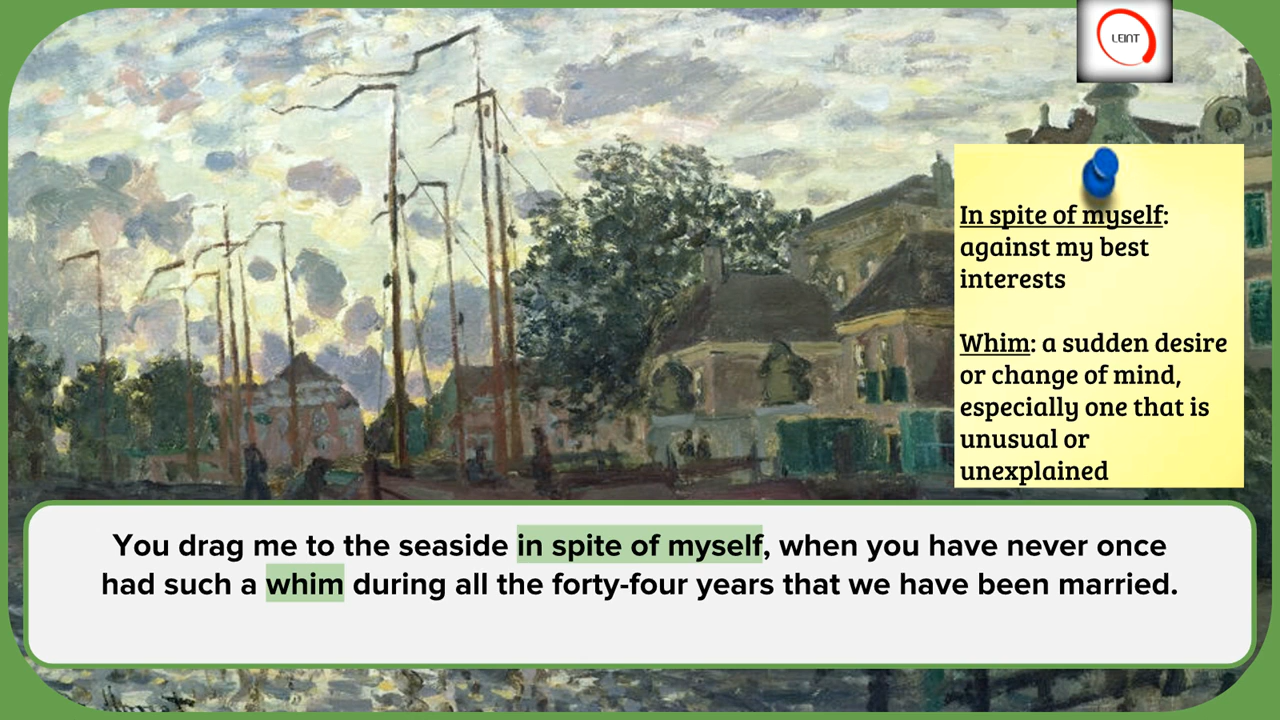 LEINT
In spite of myself:
against my best
interests
Whim: a sudden desire
or change of mind,
especially one that is
unusual or
unexplained
You drag me to the seaside in spite of myself, when you have never once
had such a whim during all the forty-four years that we have been married.